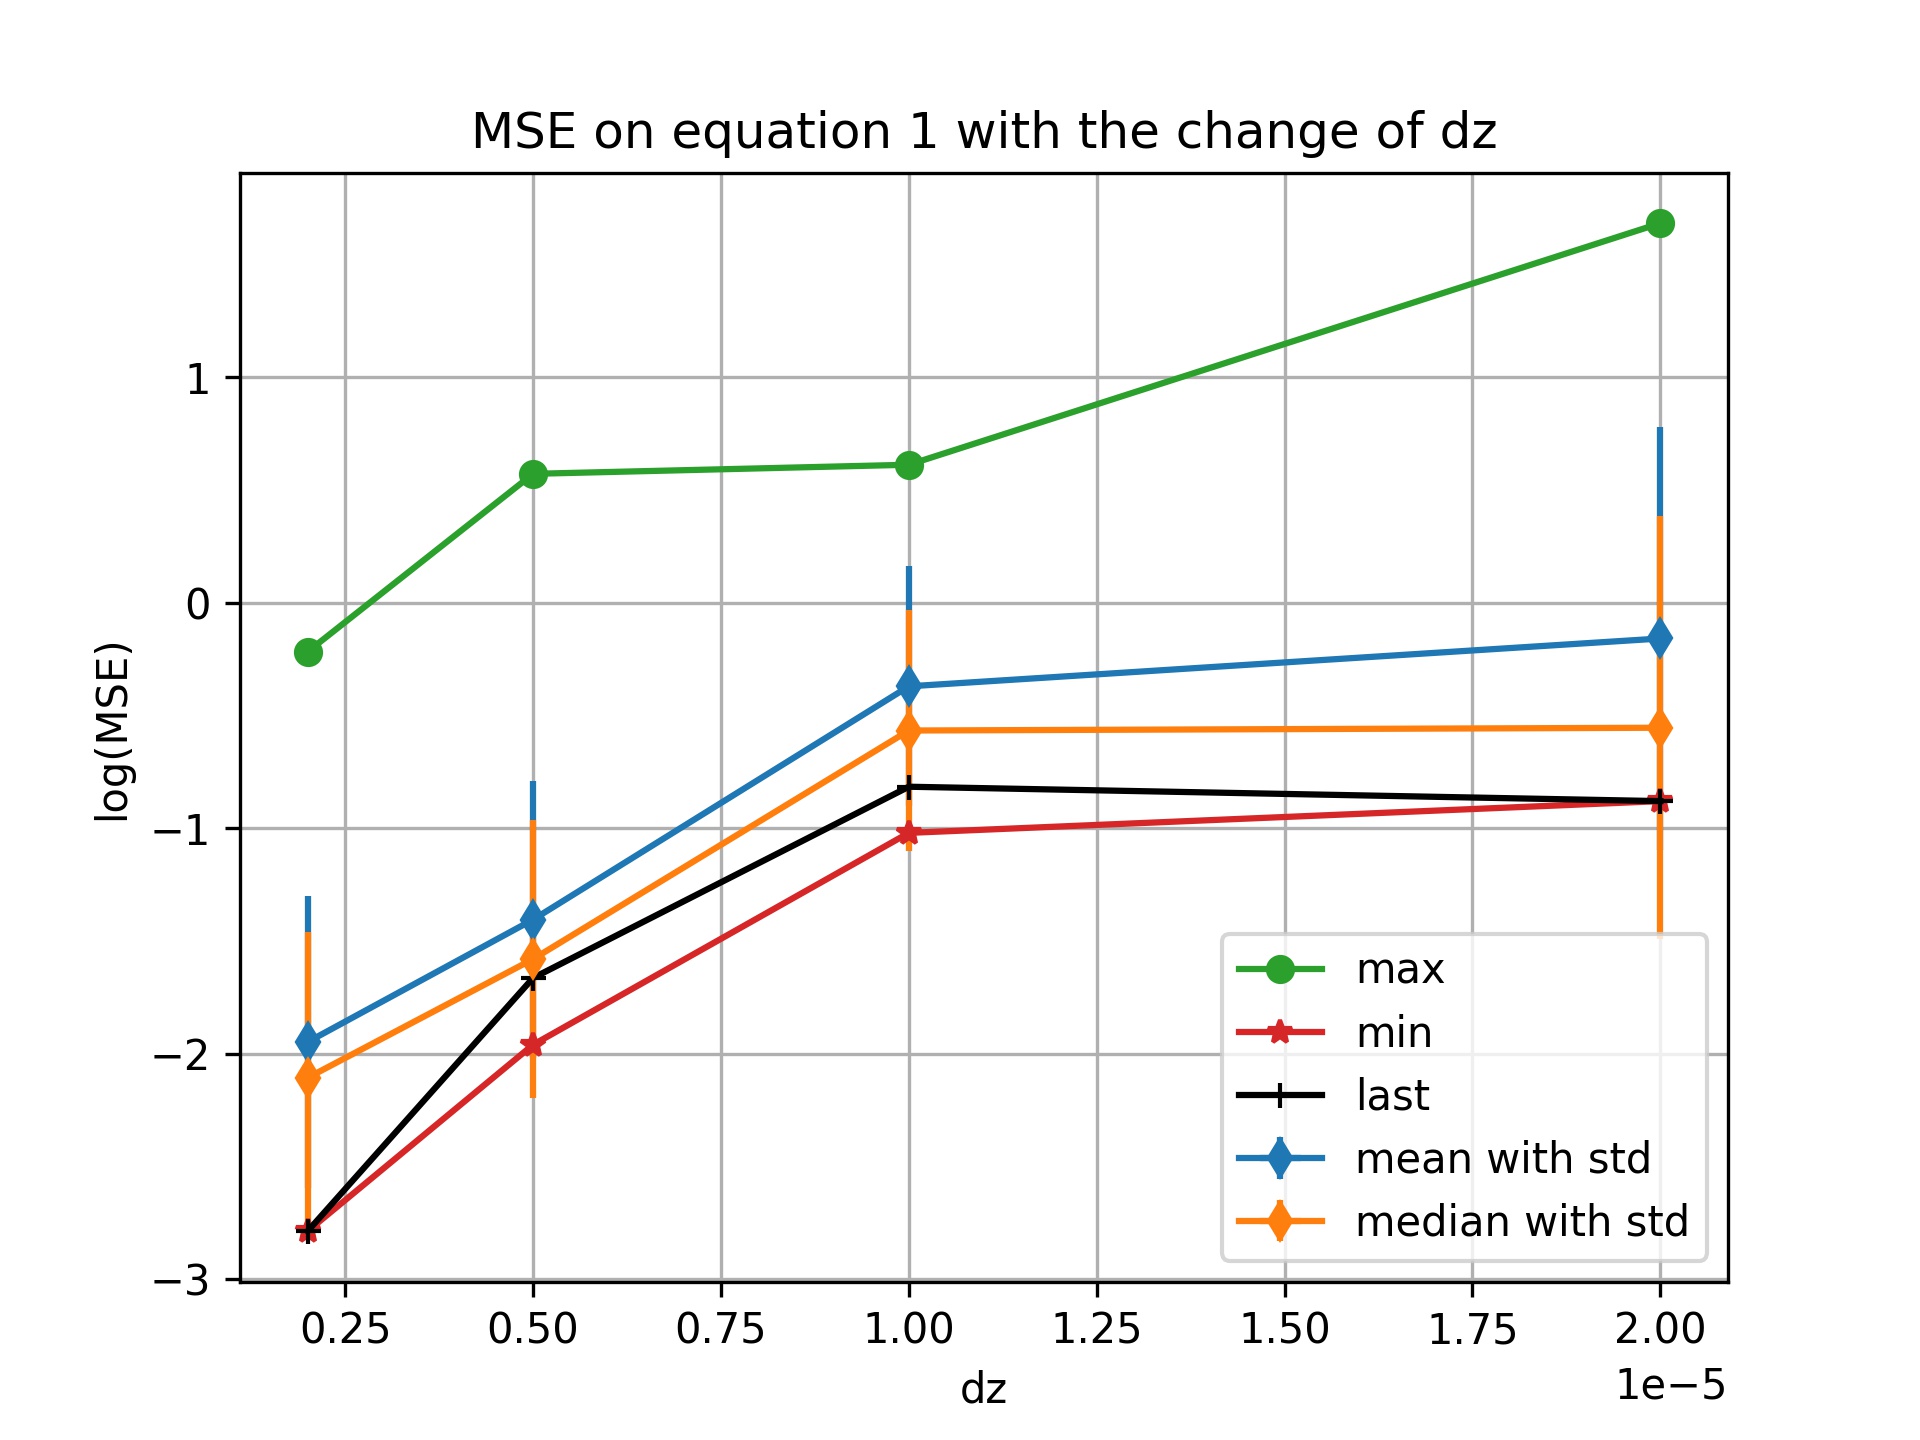 MSE on equation 1 with the change of dz
log(MSE)
1
0
−1
−2
−3
max
min
last
mean with std
median with std
0.25 0.50 0.75 1.00 1.25 1.50 1.75 2.00
1e−5
dz